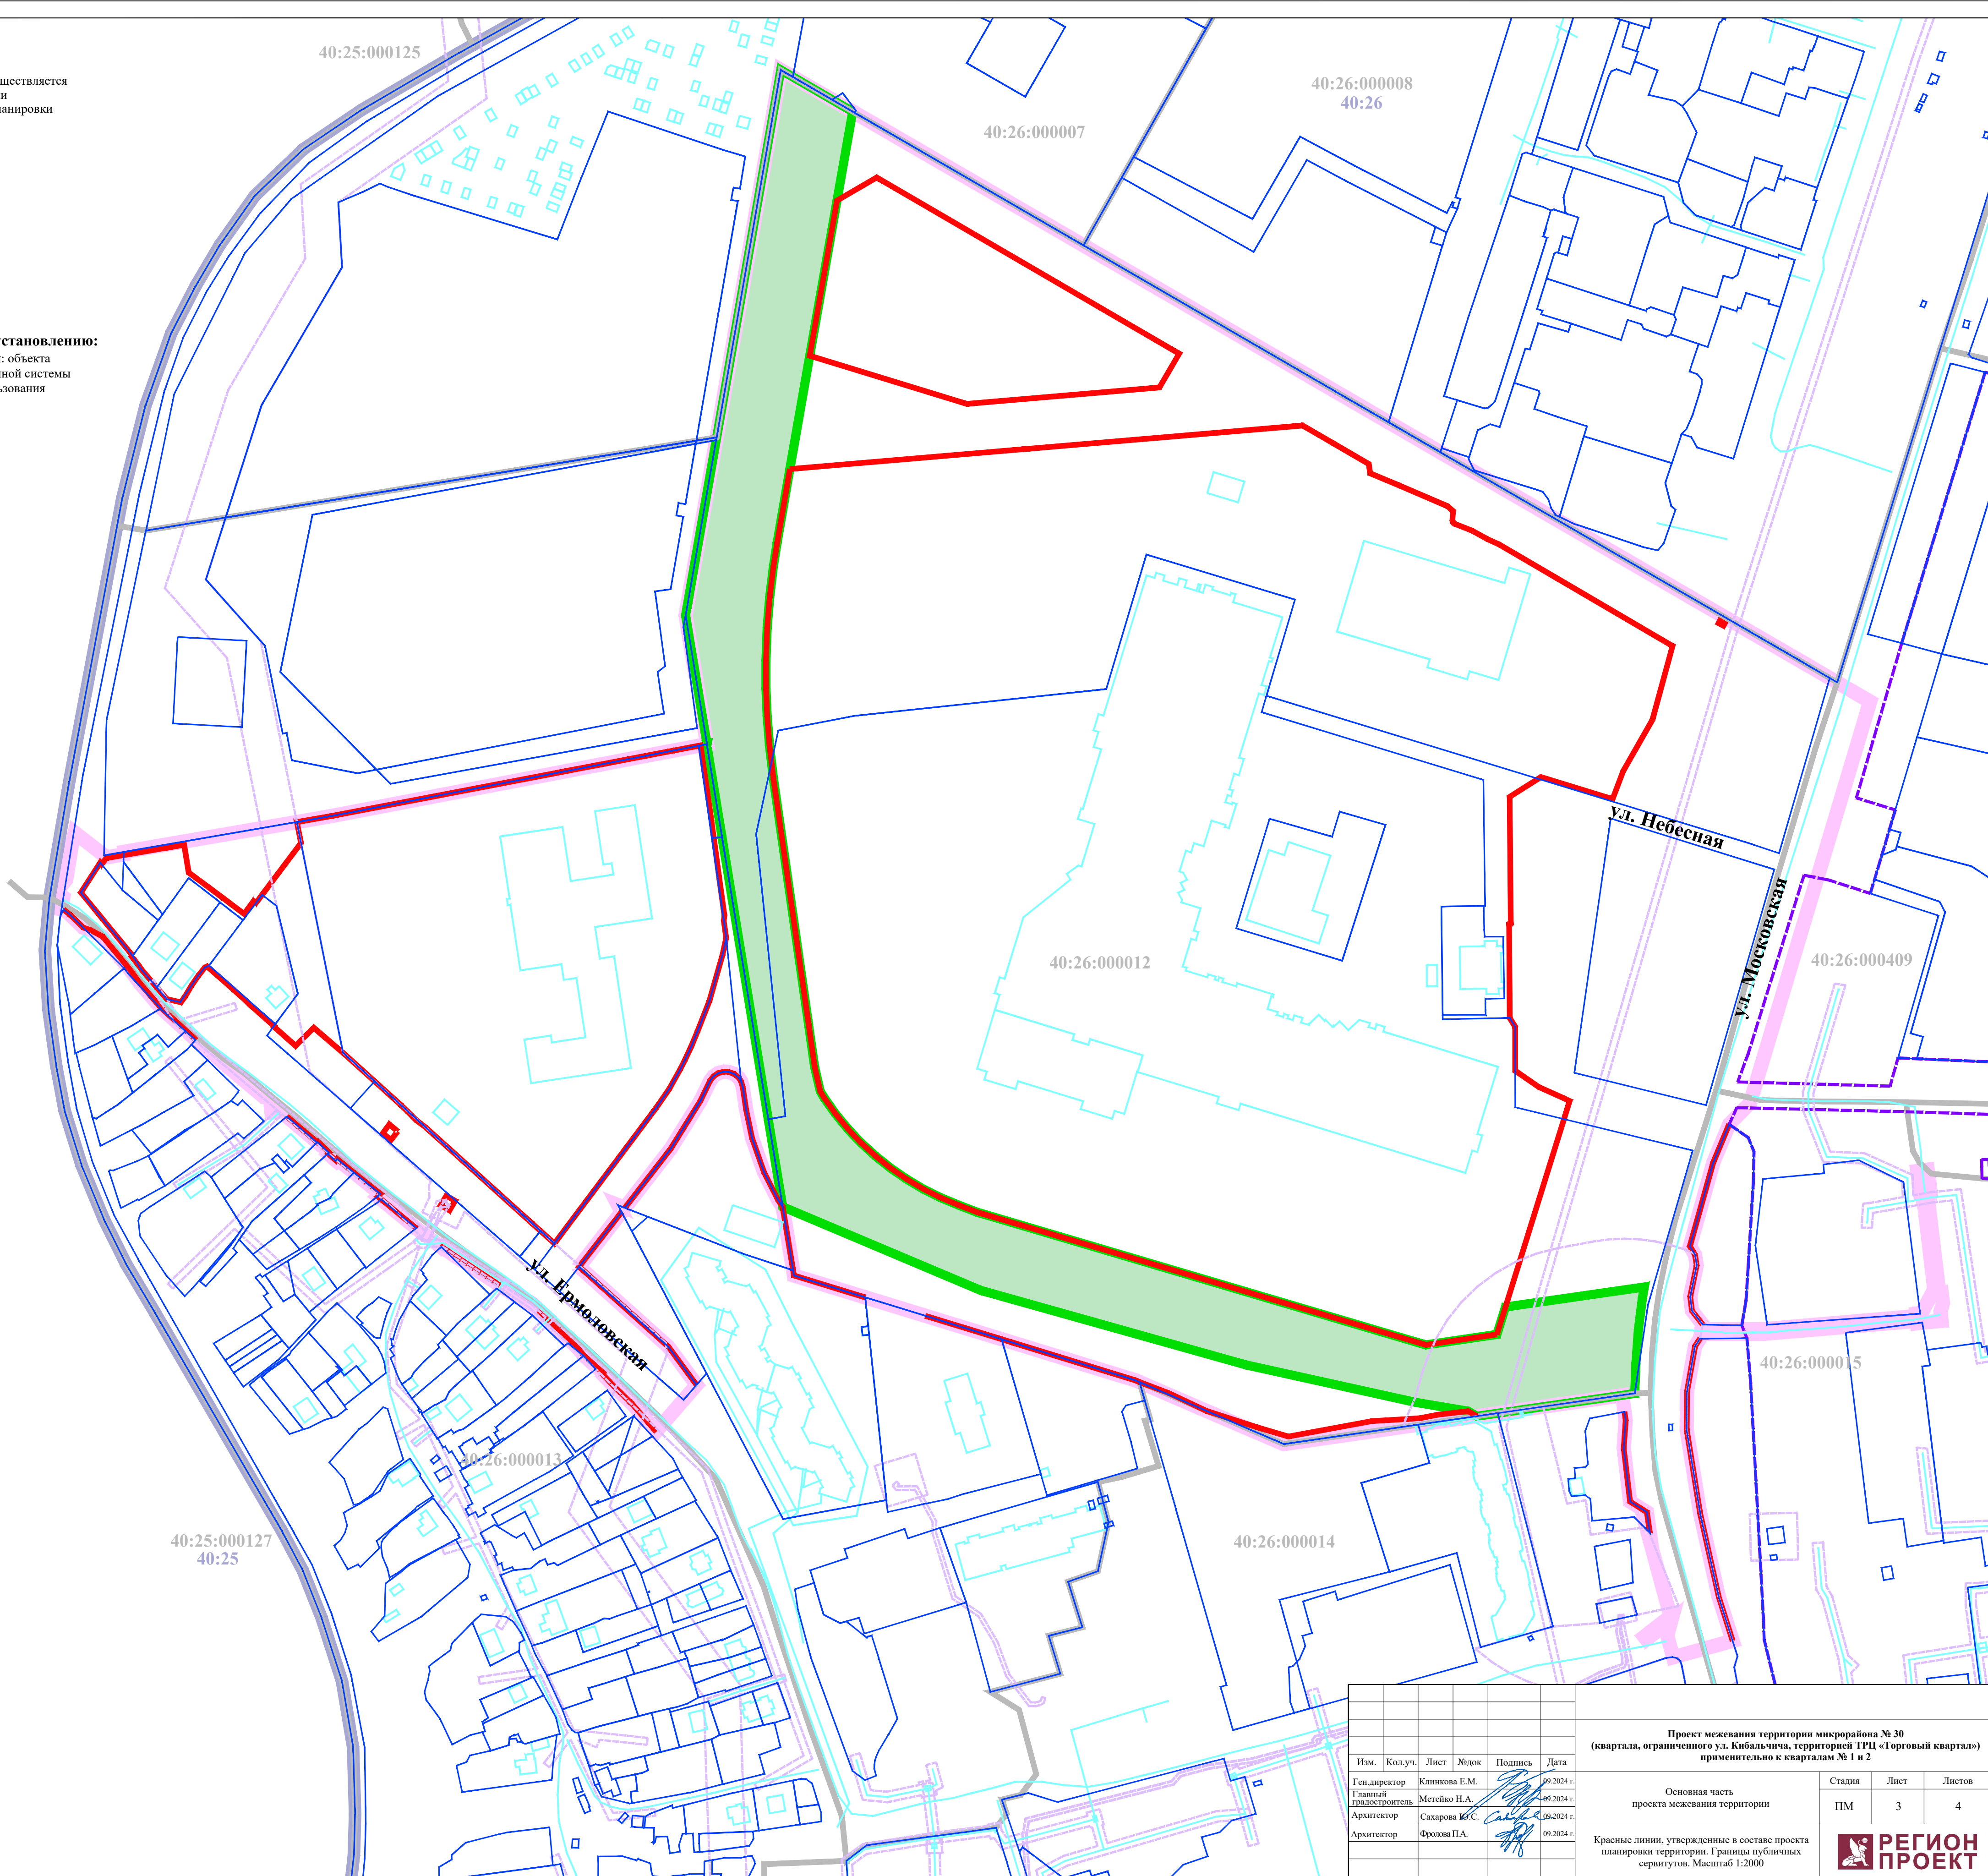 40:25:000125
40:26:000008
40:26
40:26:000007
ществляется
и
анировки
становлению:
: объекта
ной системы
ьзования
ул. Небесная
ул. Московская
40:26:000012
40:26:000409
ул. Ермоловская
40:26:000015
40:26:000013
40:25:000127
40:25
40:26:000014
Проект межевания территории микрорайона № 30
(квартала, ограниченного ул. Кибальчича, территорией ТРЦ «Торговый квартал»)
применительно к кварталам № 1 и 2
Изм. Кол.уч. Лист №док Подпись Дата
Ген.директор Клинкова Е.М. 09.2024 г.
Главный
градостроитель Метейко Н.А. 09.2024 г.
Архитектор Сахарова Ю.С. 09.2024 г.
Архитектор Фролова П.А. 09.2024 г.
Основная часть
проекта межевания территории
Стадия Лист Листов
ПМ 3 4
Красные линии, утвержденные в составе проекта
планировки территории. Границы публичных
сервитутов. Масштаб 1:2000
РЕГИОН
ПРОЕКТ